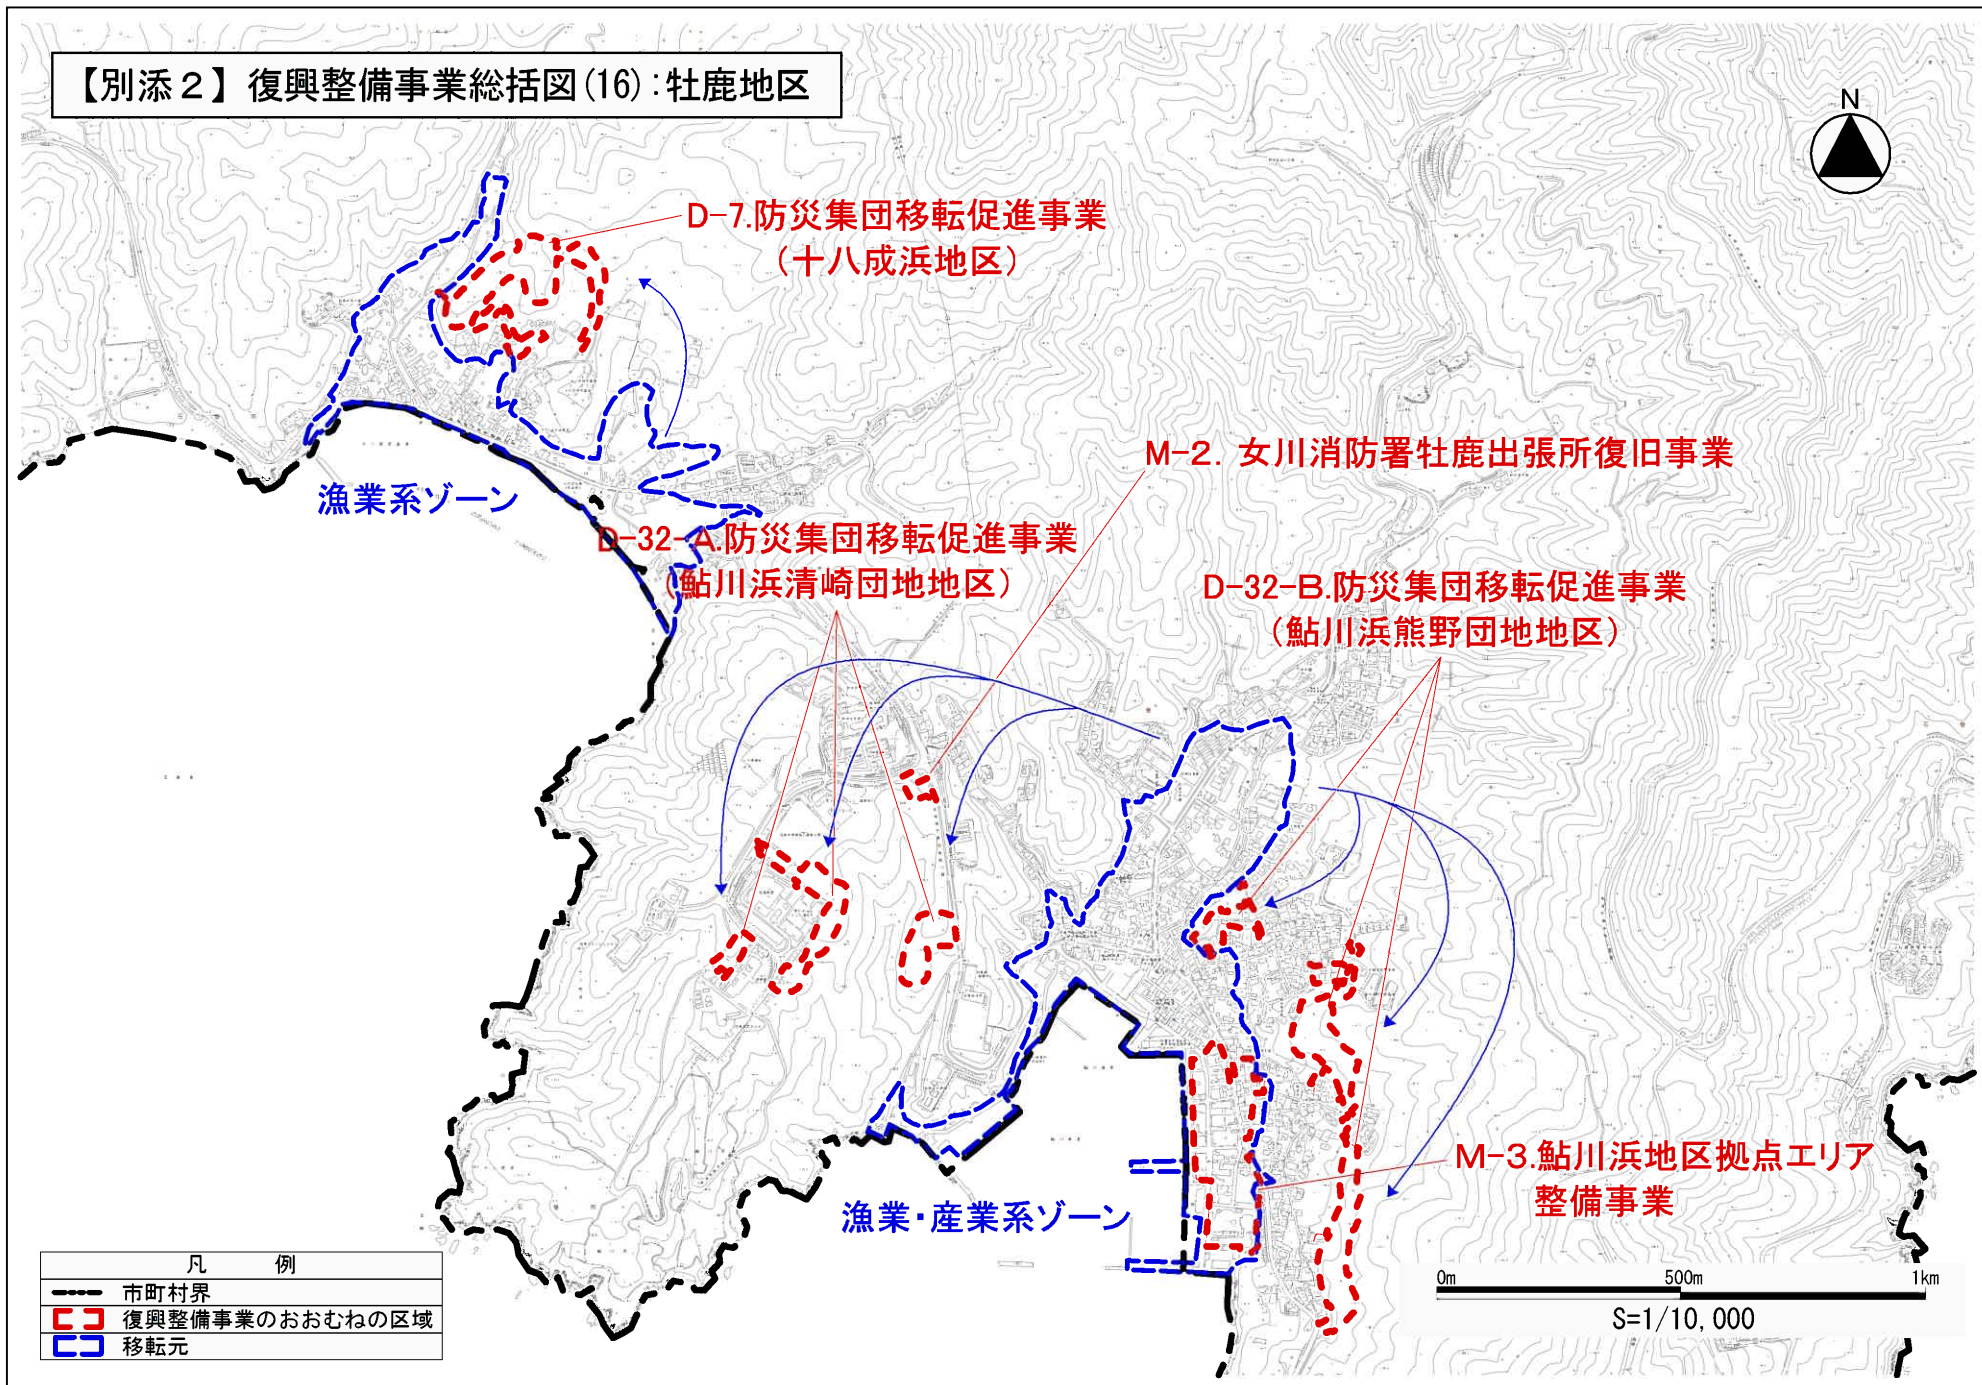 【別添２】復興整備事業総括図(16):牡鹿地区
N
D-7.防災集団移転促進事業
(十八成浜地区)
M-2. 女川消防署牡鹿出張所復旧事業
漁業系ゾーン
D-32-A.防災集団移転促進事業
(鮎川浜清崎団地地区)
D-32-B.防災集団移転促進事業
(鮎川浜熊野団地地区)
M-3.鮎川浜地区拠点エリア
整備事業
漁業・産業系ゾーン
凡 例
市町村界
復興整備事業のおおむねの区域
移転元
0m 500m 1km
S=1/10,000